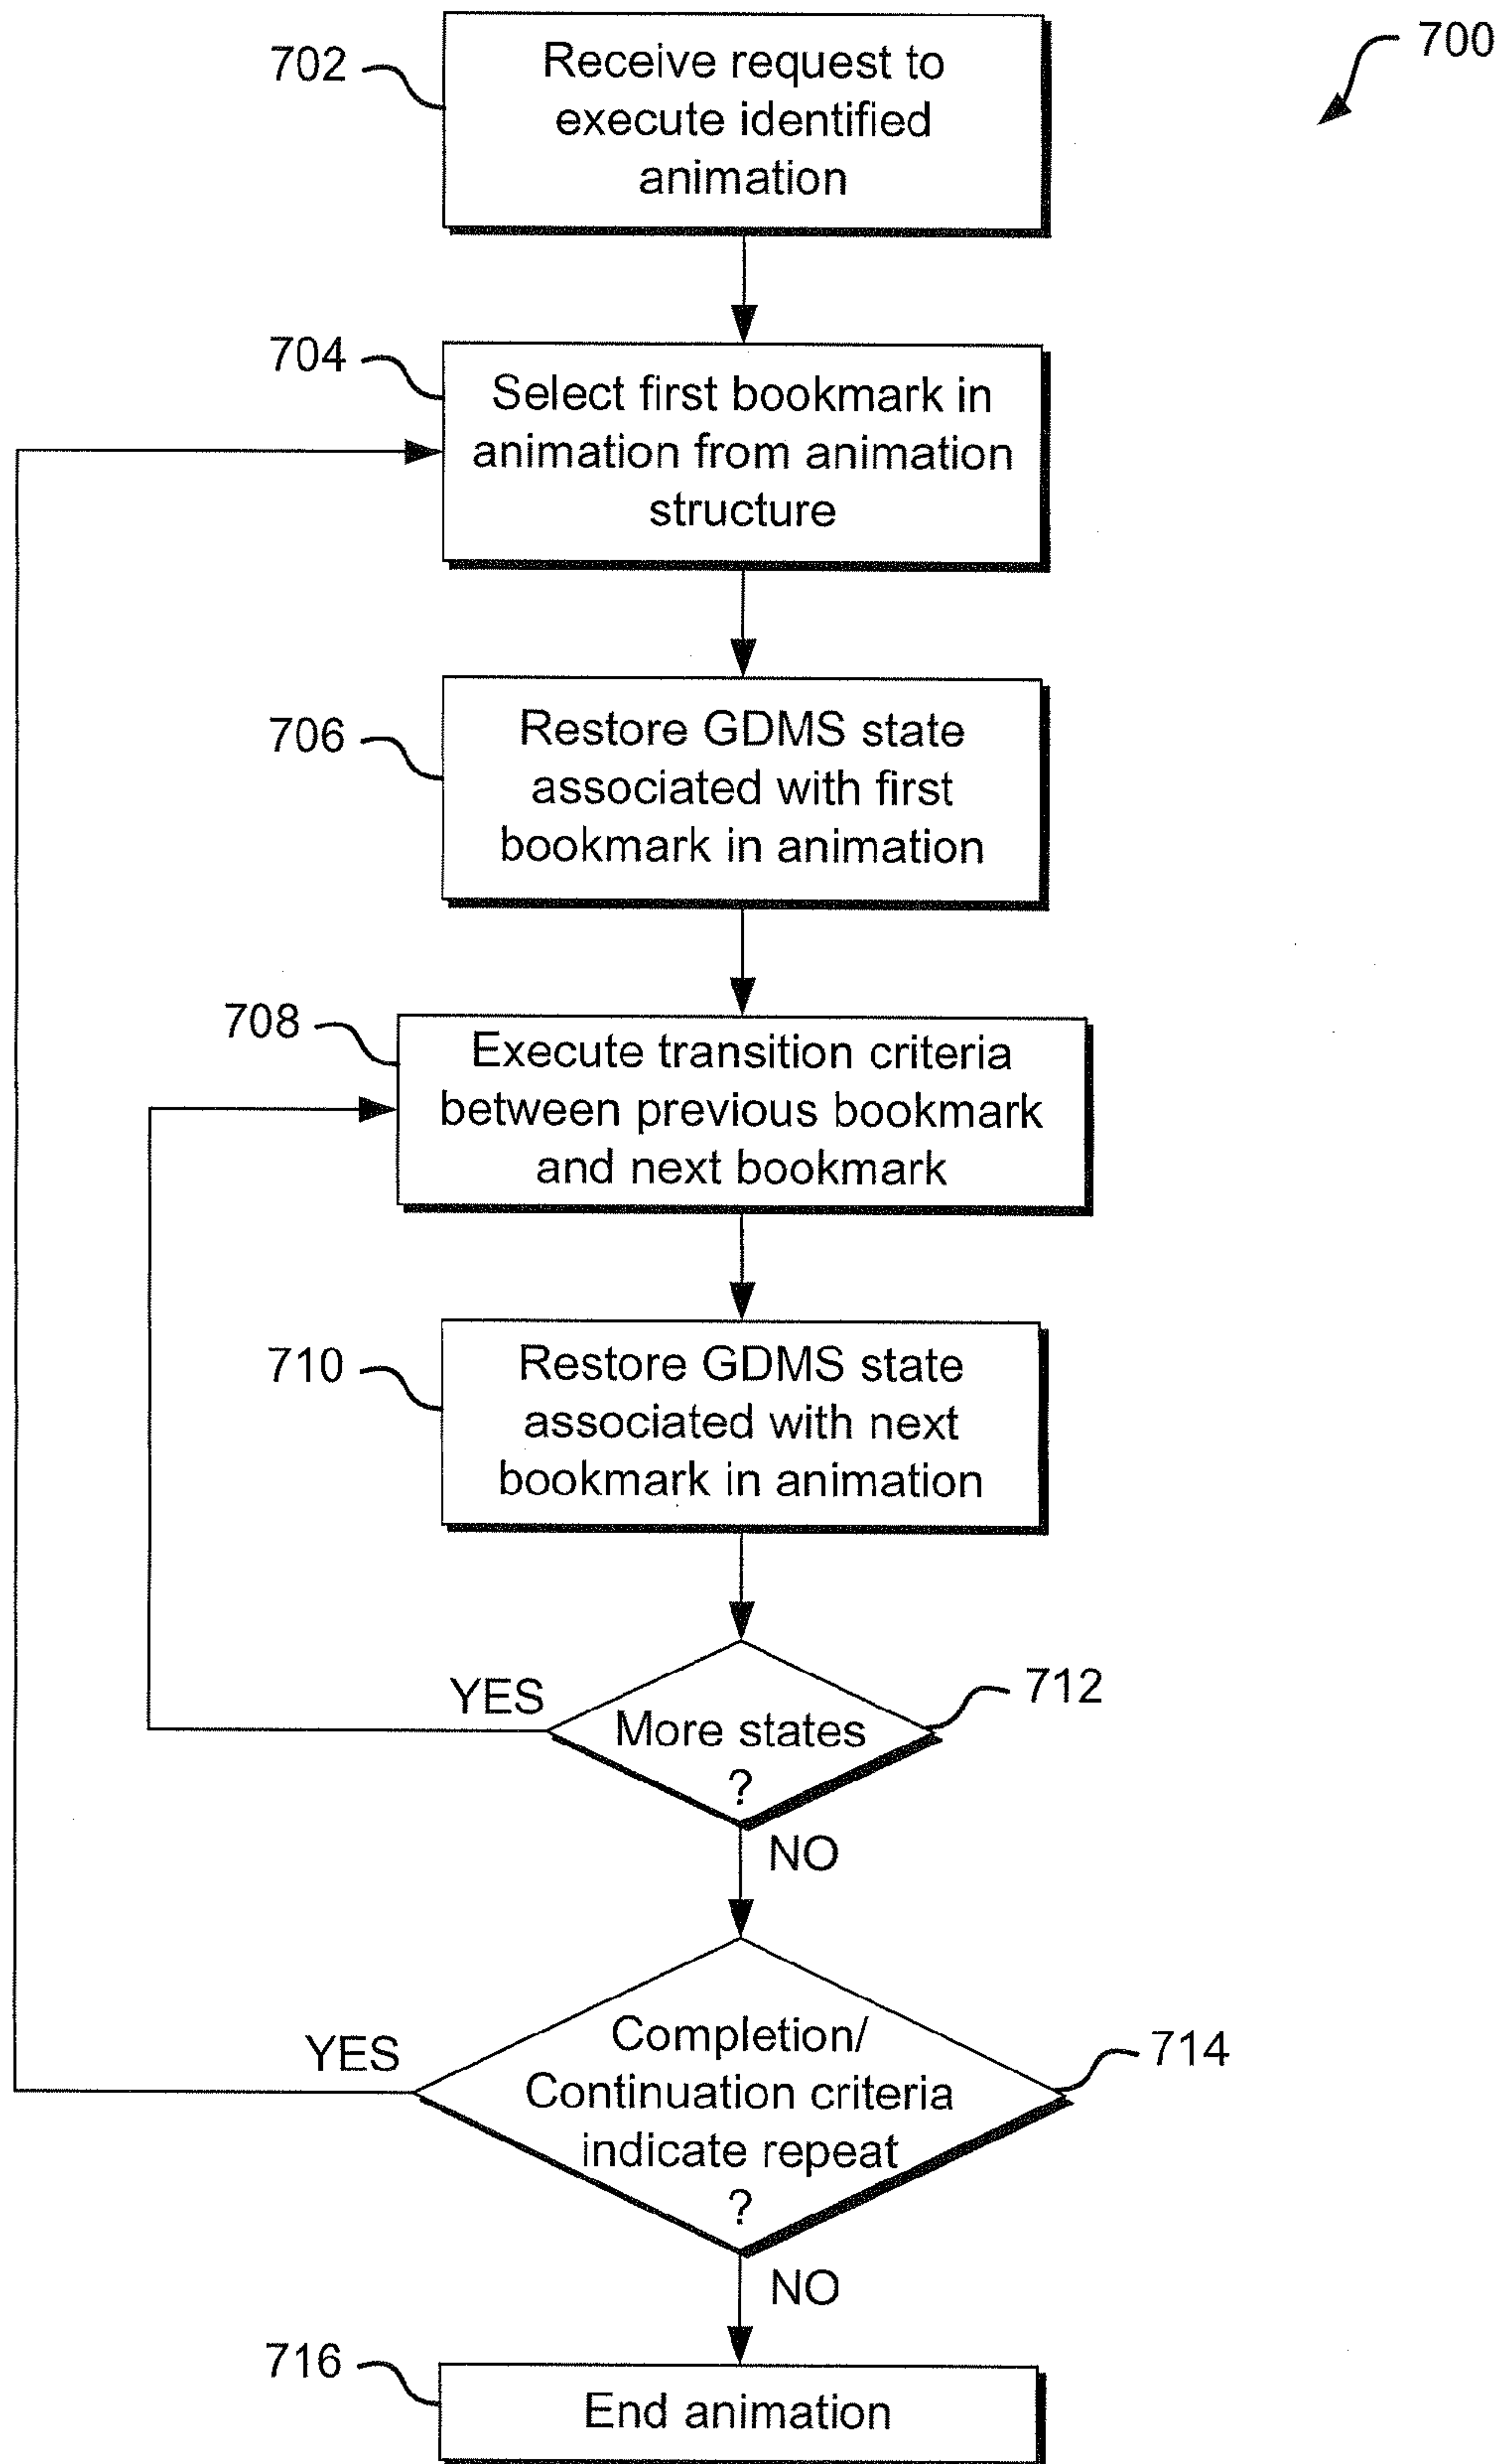 700
702
Receive request to
execute identified
animation
704
Select first bookmark in
animation from animation
structure
706
Restore GDMS state
associated with first
bookmark in animation
708
Execute transition criteria
between previous bookmark
and next bookmark
710
Restore GDMS state
associated with next
bookmark in animation
712
YES
More states
?
NO
714
YES
Completion/
Continuation criteria
indicate repeat
?
NO
716
End animation